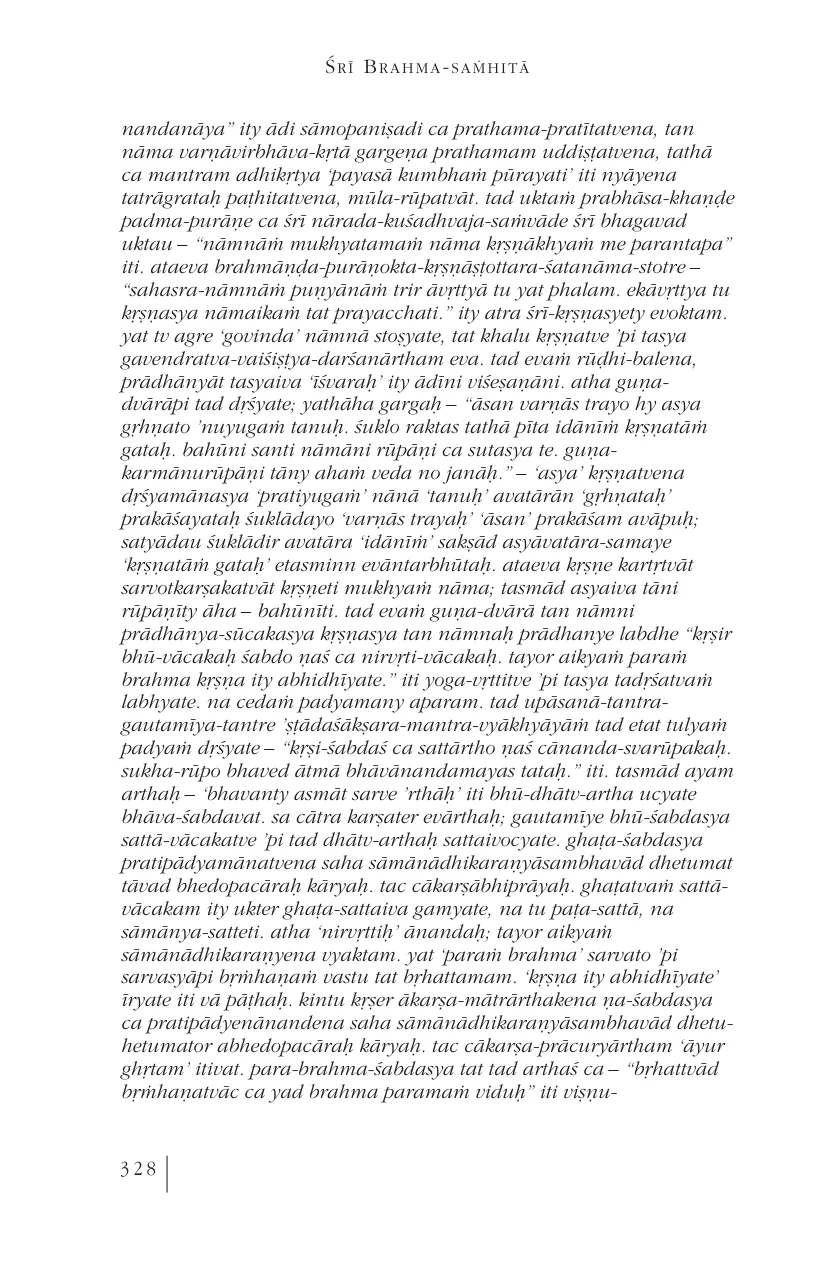 Śrī Brahma-saṁhitā
nandanāya” ity ādi sāmopaniṣadi ca prathama-pratītatvena, tan
nāma varṇāvirbhāva-kṛtā gargeṇa prathamam uddiṣṭatvena, tathā
ca mantram adhikṛtya ‘payasā kumbhaṁ pūrayati’ iti nyāyena
tatrāgrataḥ paṭhitatvena, mūla-rūpatvāt. tad uktaṁ prabhāsa-khaṇḍe
padma-purāṇe ca śrī nārada-kuśadhvaja-saṁvāde śrī bhagavad
uktau – “nāmnāṁ mukhyatamaṁ nāma kṛṣṇākhyaṁ me parantapa”
iti. ataeva brahmāṇḍa-purāṇokta-kṛṣṇāṣṭottara-śatanāma-stotre –
“sahasra-nāmnāṁ puṇyānāṁ trir āvṛttyā tu yat phalam. ekāvṛttya tu
kṛṣṇasya nāmaikaṁ tat prayacchati.” ity atra śrī-kṛṣṇasyety evoktam.
yat tv agre ‘govinda’ nāmnā stoṣyate, tat khalu kṛṣṇatve ’pi tasya
gavendratva-vaiśiṣṭya-darśanārtham eva. tad evaṁ rūḍhi-balena,
prādhānyāt tasyaiva ‘īśvaraḥ’ ity ādīni viśeṣaṇāni. atha guṇa-
dvārāpi tad dṛśyate; yathāha gargaḥ – “āsan varṇās trayo hy asya
gṛhṇato ’nuyugaṁ tanuḥ. śuklo raktas tathā pīta idānīṁ kṛṣṇatāṁ
gataḥ. bahūni santi nāmāni rūpāṇi ca sutasya te. guṇa-
karmānurūpāṇi tāny ahaṁ veda no janāḥ.” – ‘asya’ kṛṣṇatvena
dṛśyamānasya ‘pratiyugaṁ’ nānā ‘tanuḥ’ avatārān ‘gṛhṇataḥ’
prakāśayataḥ śuklādayo ‘varṇās trayaḥ’ ‘āsan’ prakāśam avāpuḥ;
satyādau śuklādir avatāra ‘idānīṁ’ sakṣād asyāvatāra-samaye
‘kṛṣṇatāṁ gataḥ’ etasminn evāntarbhūtaḥ. ataeva kṛṣṇe kartṛtvāt
sarvotkarṣakatvāt kṛṣṇeti mukhyaṁ nāma; tasmād asyaiva tāni
rūpāṇīty āha – bahūnīti. tad evaṁ guṇa-dvārā tan nāmni
prādhānya-sūcakasya kṛṣṇasya tan nāmnaḥ prādhanye labdhe “kṛṣir
bhū-vācakaḥ śabdo ṇaś ca nirvṛti-vācakaḥ. tayor aikyaṁ paraṁ
brahma kṛṣṇa ity abhidhīyate.” iti yoga-vṛttitve ’pi tasya tadṛśatvaṁ
labhyate. na cedaṁ padyamany aparam. tad upāsanā-tantra-
gautamīya-tantre ’ṣṭādaśākṣara-mantra-vyākhyāyāṁ tad etat tulyaṁ
padyaṁ dṛśyate – “kṛṣi-śabdaś ca sattārtho ṇaś cānanda-svarūpakaḥ.
sukha-rūpo bhaved ātmā bhāvānandamayas tataḥ.” iti. tasmād ayam
arthaḥ – ‘bhavanty asmāt sarve ’rthāḥ’ iti bhū-dhātv-artha ucyate
bhāva-śabdavat. sa cātra karṣater evārthaḥ; gautamīye bhū-śabdasya
sattā-vācakatve ’pi tad dhātv-arthaḥ sattaivocyate. ghaṭa-śabdasya
pratipādyamānatvena saha sāmānādhikaraṇyāsambhavād dhetumat
tāvad bhedopacāraḥ kāryaḥ. tac cākarṣābhiprāyaḥ. ghaṭatvaṁ sattā-
vācakam ity ukter ghaṭa-sattaiva gamyate, na tu paṭa-sattā, na
sāmānya-satteti. atha ‘nirvṛttiḥ’ ānandaḥ; tayor aikyaṁ
sāmānādhikaraṇyena vyaktam. yat ‘paraṁ brahma’ sarvato ’pi
sarvasyāpi bṛṁhaṇaṁ vastu tat bṛhattamam. ‘kṛṣṇa ity abhidhīyate’
īryate iti vā pāṭhaḥ. kintu kṛṣer ākarṣa-mātrārthakena ṇa-śabdasya
ca pratipādyenānandena saha sāmānādhikaraṇyāsambhavād dhetu-
hetumator abhedopacāraḥ kāryaḥ. tac cākarṣa-prācuryārtham ‘āyur
ghṛtam’ itivat. para-brahma-śabdasya tat tad arthaś ca – “bṛhattvād
bṛṁhaṇatvāc ca yad brahma paramaṁ viduḥ” iti viṣṇu-
328